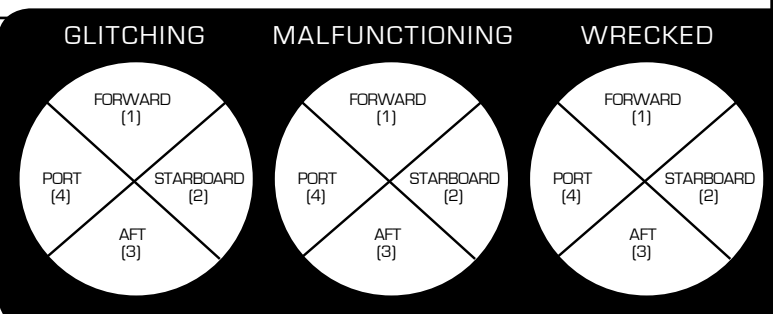 GLITCHING MALFUNCTIONING WRECKED
FORWARD FORWARD FORWARD
(1) (1) (1)
PORT STARBOARD PORT STARBOARD PORT STARBOARD
(4) (2) (4) (2) (4) (2)
AFT AFT AFT
(3) (3) (3)